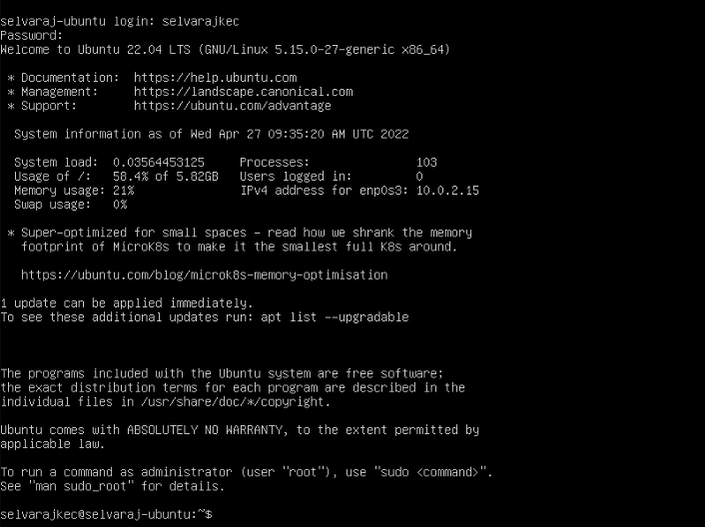 selvaraj-ubuntu login: selvarajkec
Password:
Welcome to Ubuntu 22.04 LTS (GNU/Linux 5.15.0-27-generic x86_64)
* Documentation:  https://help.ubuntu.com
* Management:     https://landscape.canonical.com
* Support:        https://ubuntu.com/advantage
System information as of Wed Apr 27 09:35:20 AM UTC 2022
System load:  0.03564453125     Processes:               103
Usage of /:   58.4% of 5.82GB   Users logged in:         0
Memory usage: 21%               IPv4 address for enp0s3: 10.0.2.15
Swap usage:   0%
* Super-optimized for small spaces - read how we shrank the memory
footprint of MicroK8s to make it the smallest full K8s around.
https://ubuntu.com/blog/microk8s-memory-optimisation
1 update can be applied immediately.
To see these additional updates run: apt list --upgradable
The programs included with the Ubuntu system are free software;
the exact distribution terms for each program are described in the
individual files in /usr/share/doc/*/copyright.
Ubuntu comes with ABSOLUTELY NO WARRANTY, to the extent permitted by
applicable law.
To run a command as administrator (user "root"), use "sudo <command>".
See "man sudo_root" for details.
selvarajkec@selvaraj-ubuntu:~$